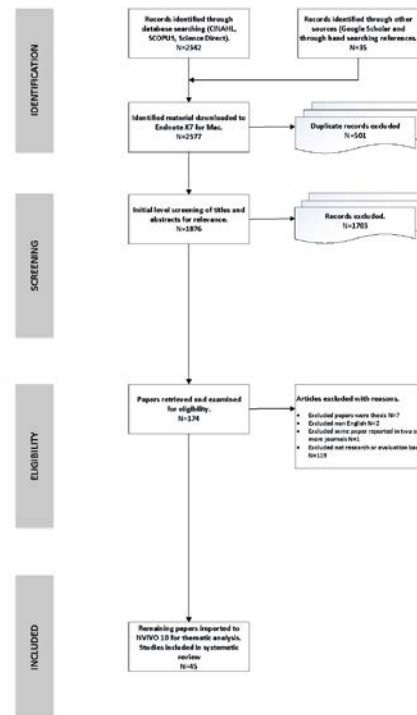 IDENTIFICATION
Records identified through
database searching (CINAHL,
SCOPUS, Science Direct).
N=2342
Records identified through other
sources (Google Scholar and
through hand searching references.
N=35
Identified material downloaded to
Endnote X7 for Mac.
N=2377
Duplicate records excluded
N=501
SCREENING
Initial level screening of titles and
abstracts for relevance.
N=1876
Records excluded.
N=1703
ELIGIBILITY
Papers retrieved and examined
for eligibility.
N=174
Articles excluded with reasons.
• Excluded papers were thesis N=7
• Excluded non English N=2
• Excluded same paper reported in two
more journals N=1
• Excluded not research or evaluation
N=119
INCLUDED
Remaining papers imported to
NVIVO 10 for thematic analysis.
Studies included in systematic
review
N=45